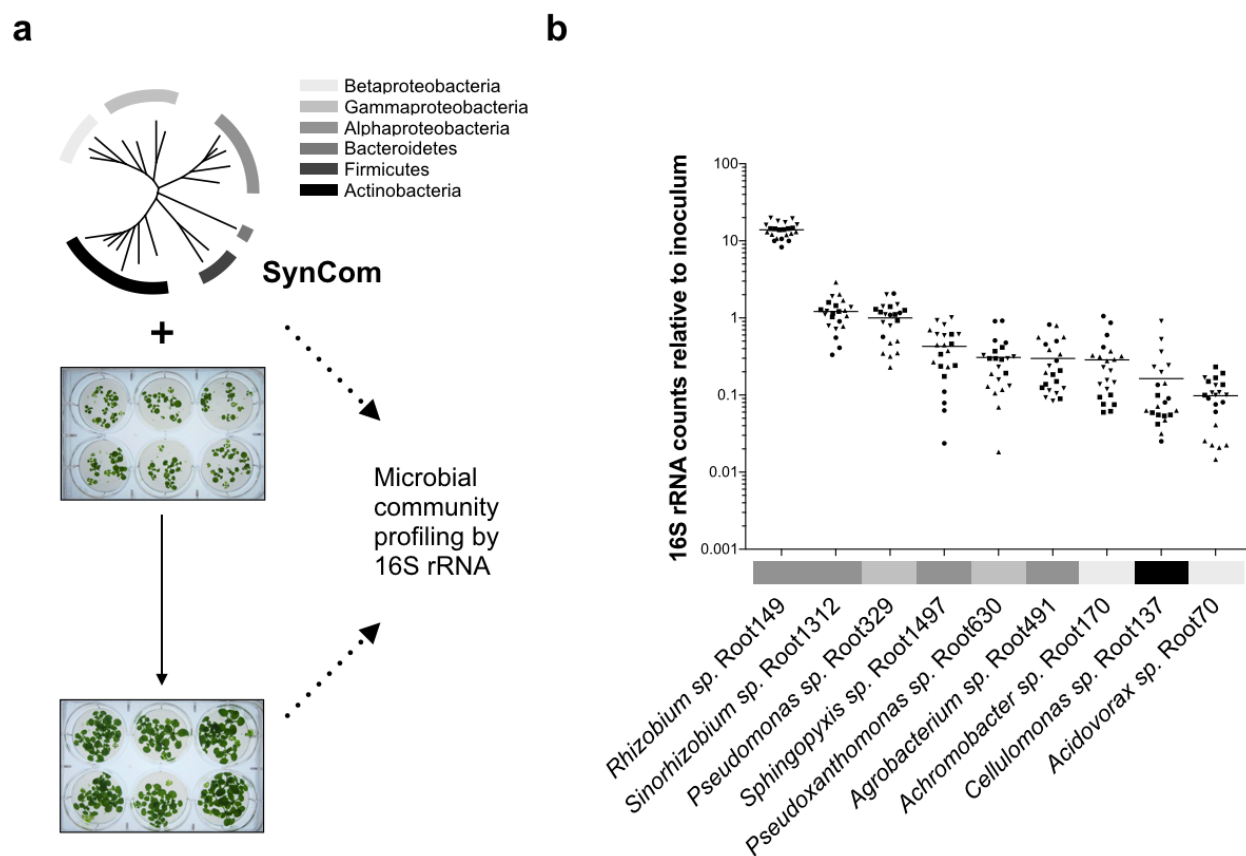 a
Betaproteobacteria
Gammaproteobacteria
Alphaproteobacteria
Bacteroidetes
Firmicutes
Actinobacteria
SynCom
+
Microbial
community
profiling by
16S rRNA
b
16S rRNA counts relative to inoculum
100
10
1
0.1
0.01
0.001
Rhizobium sp. Root149
Sinorhizobium sp. Root1312
Pseudomonas sp. Root329
Sphingopyxis sp. Root1497
Pseudoxanthomonas sp. Root630
Agrobacterium sp. Root491
Achromobacter sp. Root170
Cellulomonas sp. Root137
Acidovorax sp. Root70